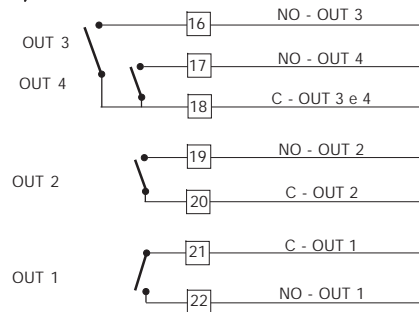 16 NO - OUT 3
OUT 3
17 NO - OUT 4
OUT 4
18 C - OUT 3 e 4
19 NO - OUT 2
OUT 2
20 C - OUT 2
21 C - OUT 1
OUT 1
22 NO - OUT 1